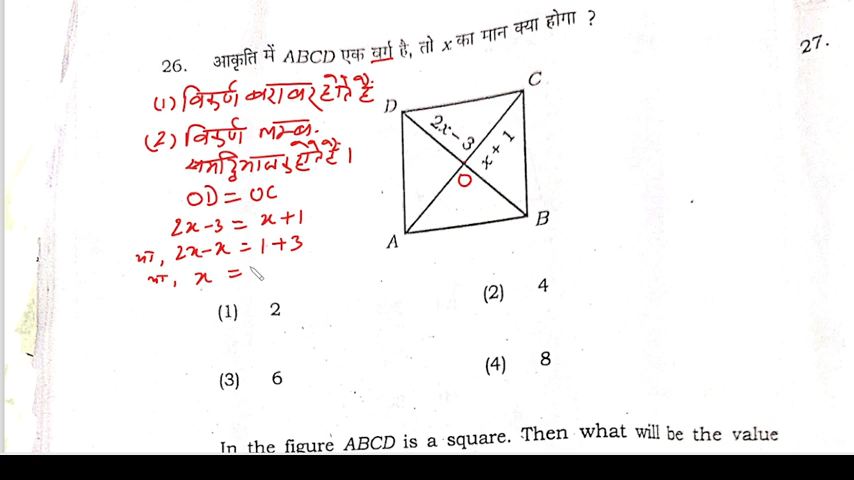 26. आकृति में ABCD एक वर्ग है, तो x का मान क्या होगा ?
27.
(1) विकर्ण बराबर होते हैं
(2) विकर्ण लम्ब.
समद्विभाजक होते हैं।
OD = OC
2x-3 = x+1
या, 2x-x = 1+3
या, x =
D
C
2x-3
x+1
O
A
B
(1) 2
(2) 4
(3) 6
(4) 8
In the figure ABCD is a square. Then what will be the value